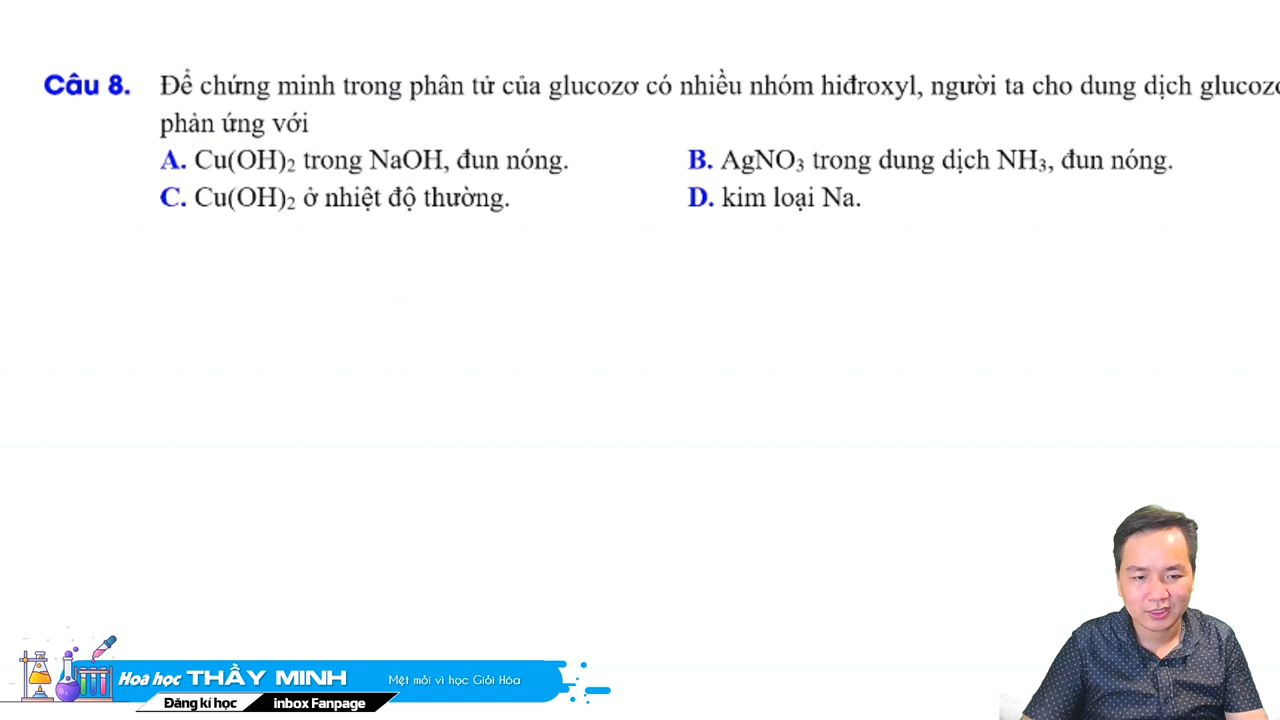 Câu 8. Để chứng minh trong phân tử của glucozơ có nhiều nhóm hiđroxyl, người ta cho dung dịch glucozơ
phản ứng với
A. Cu(OH)₂ trong NaOH, đun nóng. B. AgNO₃ trong dung dịch NH₃, đun nóng.
C. Cu(OH)₂ ở nhiệt độ thường. D. kim loại Na.
Hoá học THẦY MINH Mệt mỏi vì học Giỏi Hóa
Đăng kí học inbox Fanpage